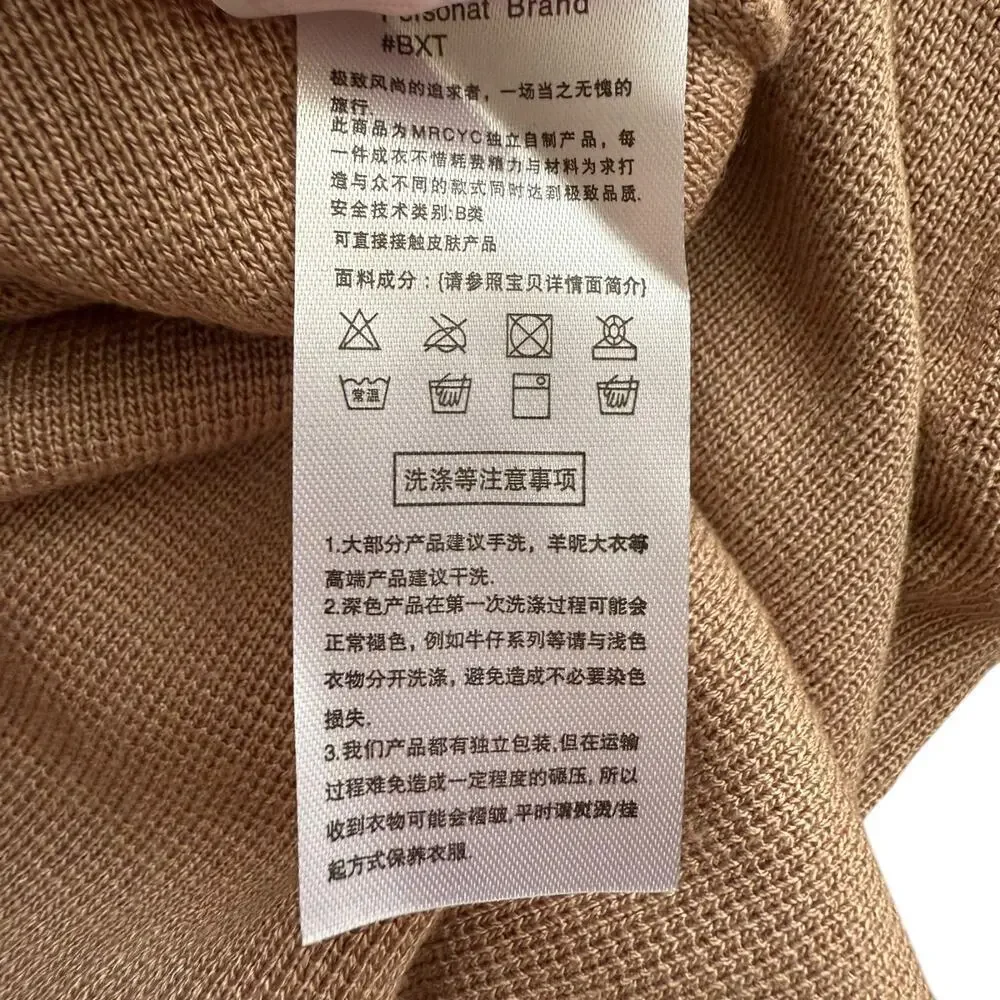 Personat Brand
#BXT
极致风尚的追求者，一场当之无愧的
旅行.
此商品为MRCYC独立自制产品，每
一件成衣不惜耗费精力与材料为求打
造与众不同的款式同时达到极致品质.
安全技术类别:B类
可直接接触皮肤产品
面料成分：{请参照宝贝详情面简介}
常温
洗涤等注意事项
1.大部分产品建议手洗，羊昵大衣等
高端产品建议干洗.
2.深色产品在第一次洗涤过程可能会
正常褪色，例如牛仔系列等请与浅色
衣物分开洗涤，避免造成不必要染色
损失.
3.我们产品都有独立包装,但在运输
过程难免造成一定程度的碾压,所以
收到衣物可能会褶皱,平时请熨烫/挂
起方式保养衣服.